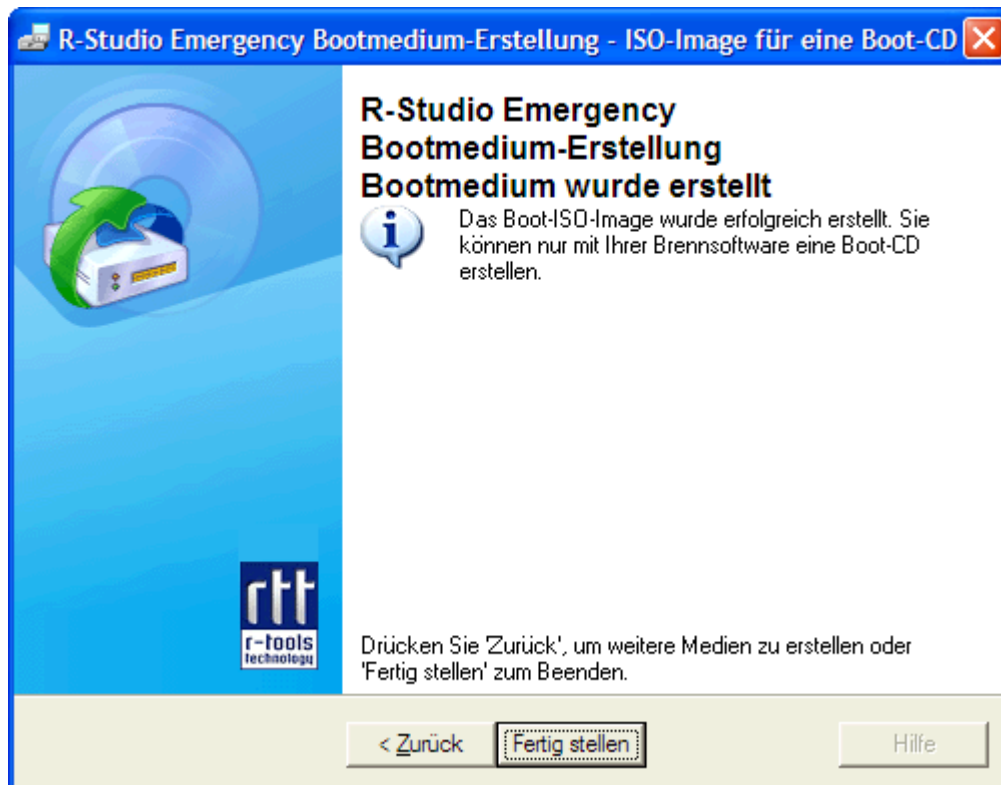 R-Studio Emergency Bootmedium-Erstellung - ISO-Image für eine Boot-CD
R-Studio Emergency
Bootmedium-Erstellung
Bootmedium wurde erstellt
Das Boot-ISO-Image wurde erfolgreich erstellt. Sie
können nur mit Ihrer Brennsoftware eine Boot-CD
erstellen.
rtt
r-tools
technology
Drücken Sie 'Zurück', um weitere Medien zu erstellen oder
'Fertig stellen' zum Beenden.
< Zurück
Fertig stellen
Hilfe